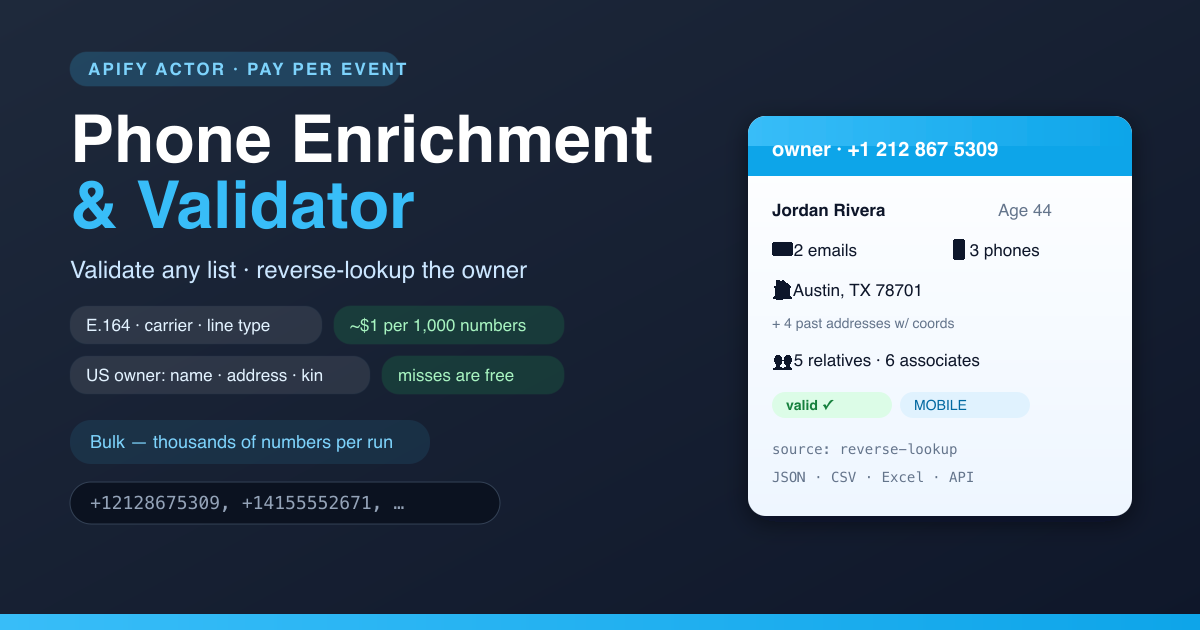 APIFY ACTOR · PAY PER EVENT
Phone Enrichment
& Validator
Validate any list · reverse-lookup the owner
E.164 · carrier · line type
~$1 per 1,000 numbers
US owner: name · address · kin
misses are free
Bulk — thousands of numbers per run
+12128675309, +14155552671, …
owner · +1 212 867 5309
Jordan Rivera
Age 44
2 emails
3 phones
Austin, TX 78701
+ 4 past addresses w/ coords
5 relatives · 6 associates
valid ✓
MOBILE
source: reverse-lookup
JSON · CSV · Excel · API